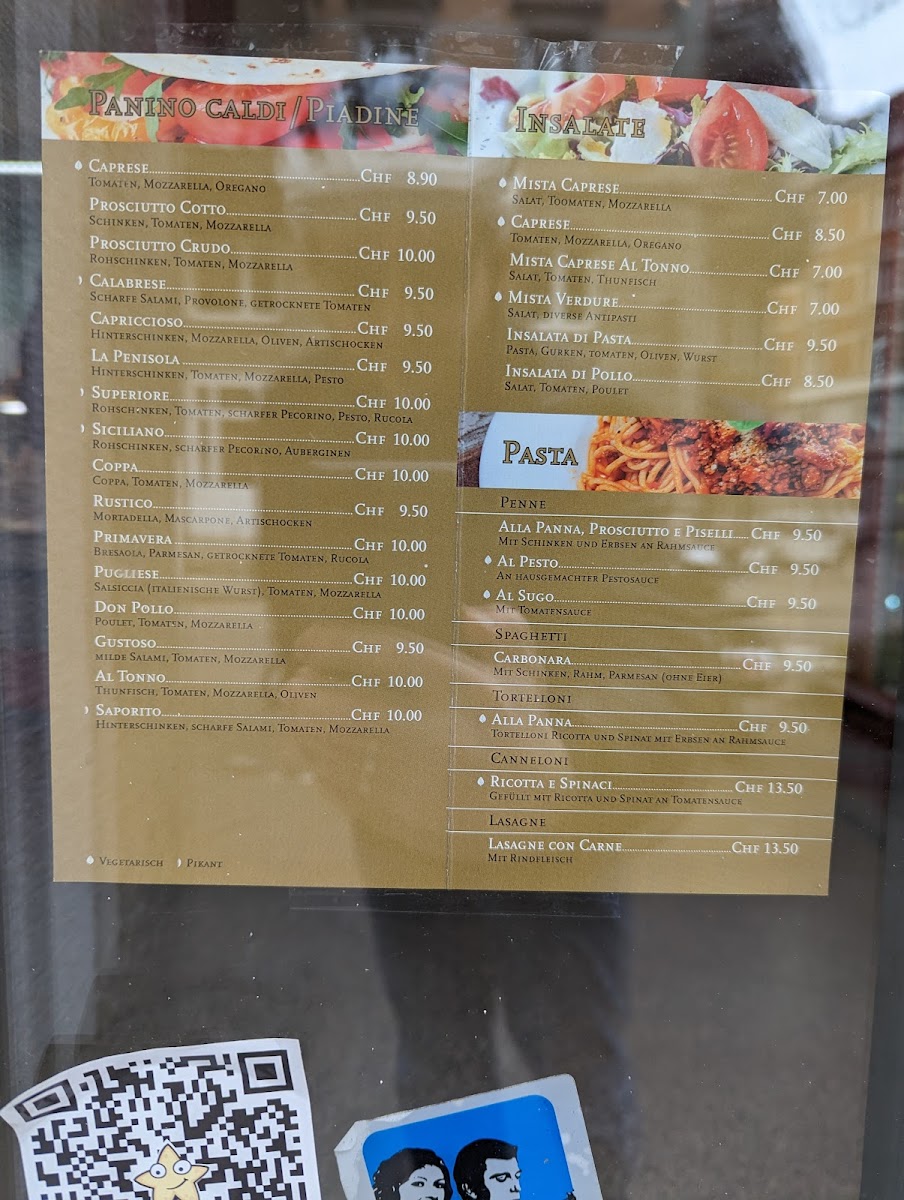 Panino caldi / Piadine
Caprese CHF 8.90
Tomaten, Mozzarella, Oregano
Prosciutto Cotto CHF 9.50
Schinken, Tomaten, Mozzarella
Prosciutto Crudo CHF 10.00
Rohschinken, Tomaten, Mozzarella
Calabrese CHF 9.50
Scharfe Salami, Provolone, getrocknete Tomaten
Capriccioso CHF 9.50
Hinterschinken, Mozzarella, Oliven, Artischocken
La Penisola CHF 9.50
Hinterschinken, Tomaten, Mozzarella, Pesto
Superiore CHF 10.00
Rohschinken, Tomaten, scharfer Pecorino, Pesto, Rucola
Siciliano CHF 10.00
Rohschinken, scharfer Pecorino, Auberginen
Coppa CHF 10.00
Coppa, Tomaten, Mozzarella
Rustico CHF 9.50
Mortadella, Mascarpone, Artischocken
Primavera CHF 10.00
Bresaola, Parmesan, getrocknete Tomaten, Rucola
Pugliese CHF 10.00
Salsiccia (italienische Wurst), Tomaten, Mozzarella
Don Pollo CHF 10.00
Poulet, Tomaten, Mozzarella
Gustoso CHF 9.50
milde Salami, Tomaten, Mozzarella
Al Tonno CHF 10.00
Thunfisch, Tomaten, Mozzarella, Oliven
Saporito CHF 10.00
Hinterschinken, scharfe Salami, Tomaten, Mozzarella
Vegetarisch Pikant
Insalate
Mista Caprese CHF 7.00
Salat, Toomaten, Mozzarella
Caprese CHF 8.50
Tomaten, Mozzarella, Oregano
Mista Caprese Al Tonno CHF 7.00
Salat, Tomaten, Thunfisch
Mista Verdure CHF 7.00
Salat, diverse Antipasti
Insalata di Pasta CHF 9.50
Pasta, Gurken, tomaten, Oliven, Wurst
Insalata di Pollo CHF 8.50
Salat, Tomaten, Poulet
Pasta
Penne
Alla Panna, Prosciutto e Piselli CHF 9.50
Mit Schinken und Erbsen an Rahmsauce
Al Pesto CHF 9.50
An hausgemachter Pestosauce
Al Sugo CHF 9.50
Mit Tomatensauce
Spaghetti
Carbonara CHF 9.50
Mit Schinken, Rahm, Parmesan (ohne Eier)
Tortelloni
Alla Panna CHF 9.50
Tortelloni Ricotta und Spinat mit Erbsen an Rahmsauce
Canneloni
Ricotta e Spinaci CHF 13.50
Gefüllt mit Ricotta und Spinat an Tomatensauce
Lasagne
Lasagne con Carne CHF 13.50
Mit Rindfleisch